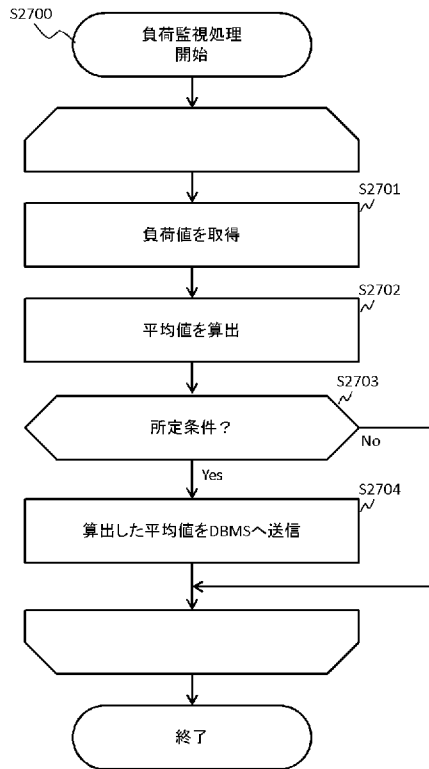 S2700
負荷監視処理
開始
S2701
負荷値を取得
S2702
平均値を算出
S2703
所定条件？
No
Yes
S2704
算出した平均値をDBMSへ送信
終了